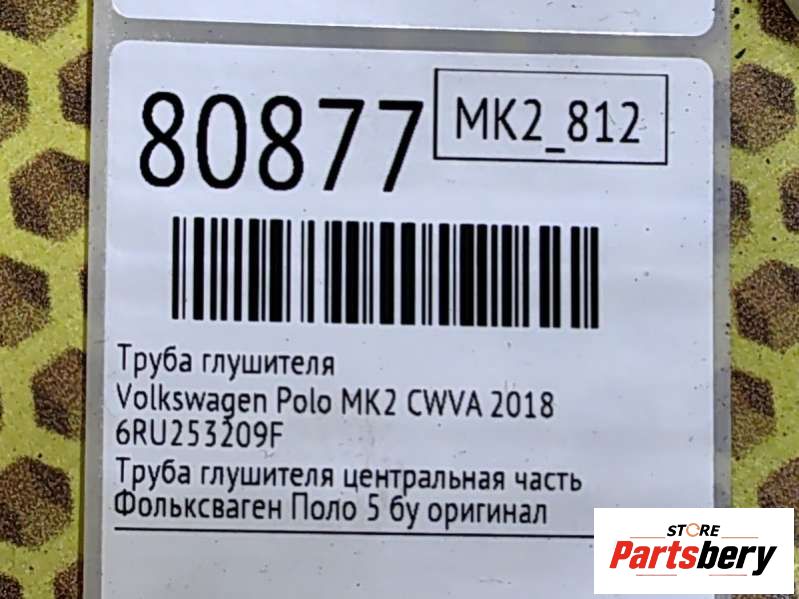 80877
MK2_812
Труба глушителя
Volkswagen Polo MK2 CWVA 2018
6RU253209F
Труба глушителя центральная часть
Фольксваген Поло 5 бу оригинал
STORE
Partsbery